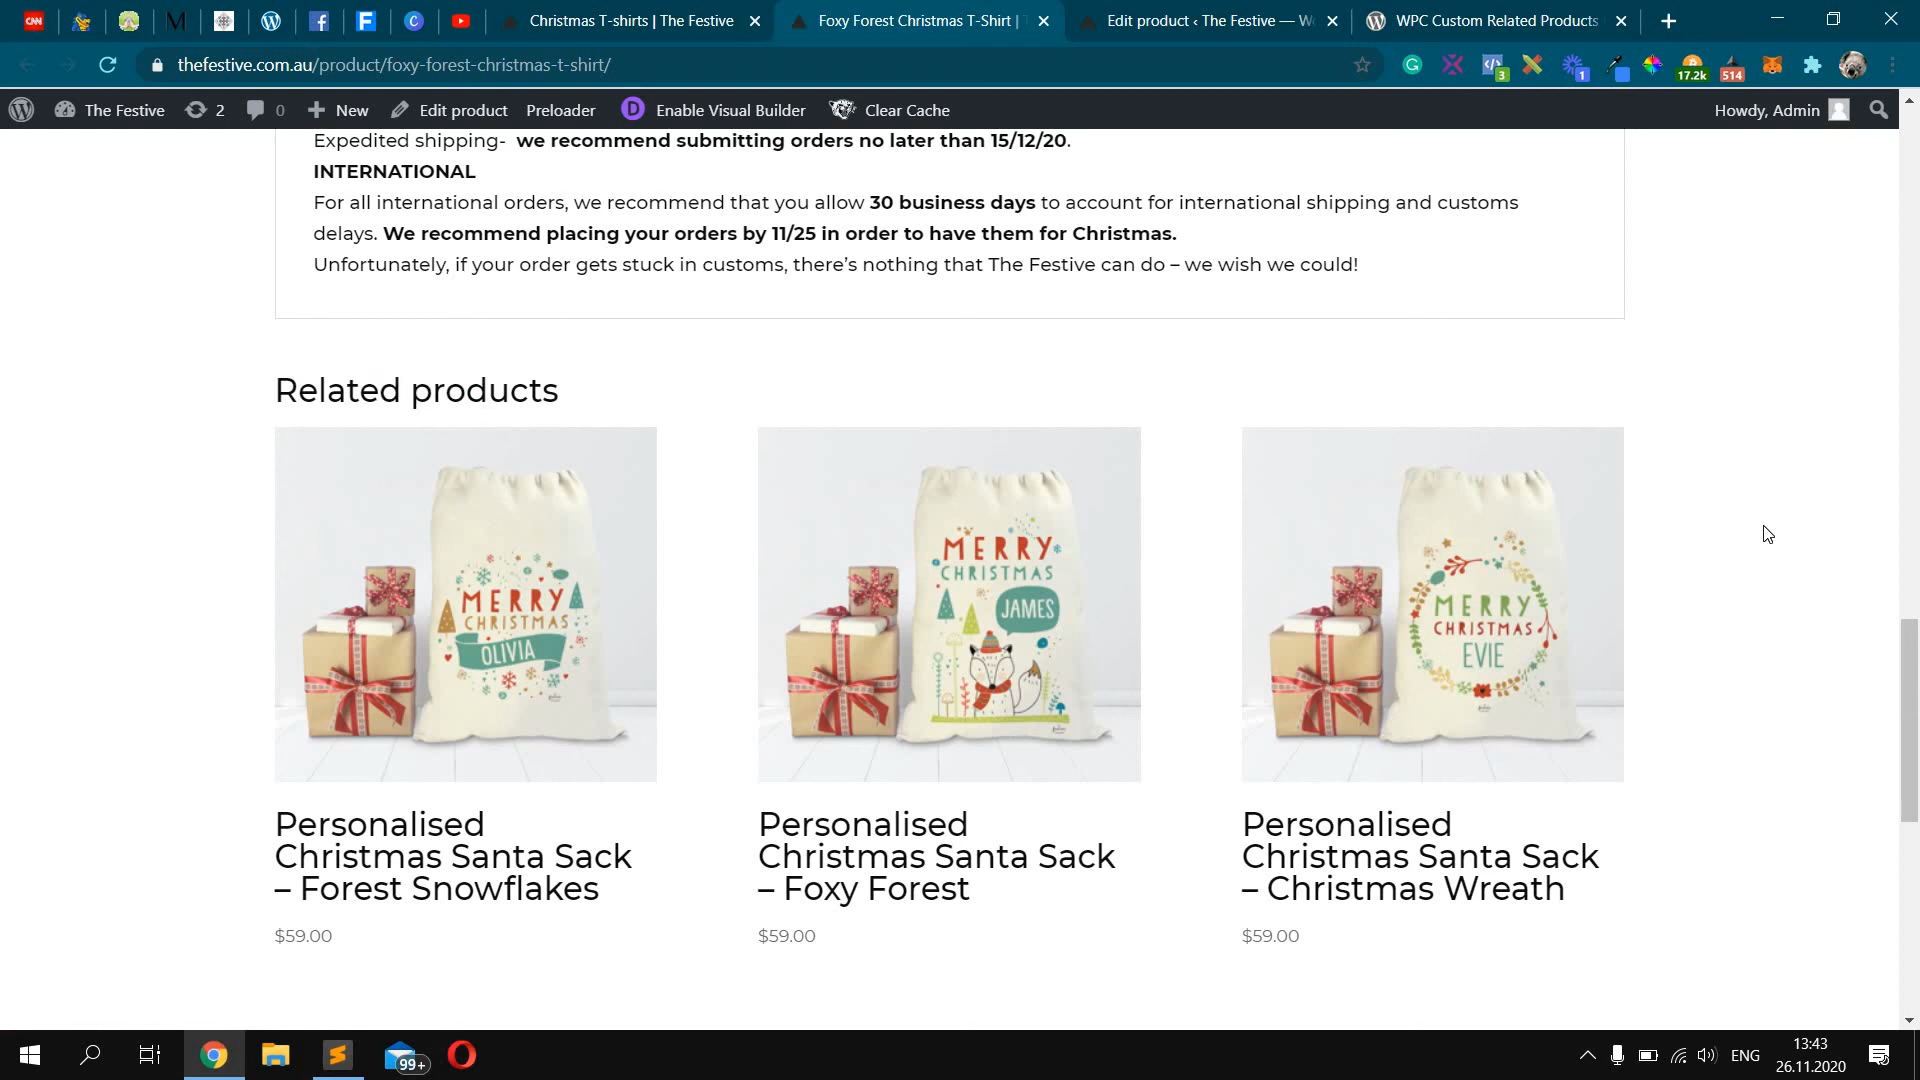 CNN
Christmas T-shirts | The Festive
Foxy Forest Christmas T-Shirt |
Edit product ‹ The Festive — W
WPC Custom Related Products
thefestive.com.au/product/foxy-forest-christmas-t-shirt/
3
1
17.2k
514
The Festive
2
0
New
Edit product
Preloader
D
Enable Visual Builder
Clear Cache
Howdy, Admin
Expedited shipping- we recommend submitting orders no later than 15/12/20.
INTERNATIONAL
For all international orders, we recommend that you allow 30 business days to account for international shipping and customs
delays. We recommend placing your orders by 11/25 in order to have them for Christmas.
Unfortunately, if your order gets stuck in customs, there’s nothing that The Festive can do – we wish we could!
Related products
MERRY
CHRISTMAS
OLIVIA
MERRY
CHRISTMAS
JAMES
MERRY
CHRISTMAS
EVIE
Personalised
Christmas Santa Sack
– Forest Snowflakes
$59.00
Personalised
Christmas Santa Sack
– Foxy Forest
$59.00
Personalised
Christmas Santa Sack
– Christmas Wreath
$59.00
99+
ENG
13:43
26.11.2020